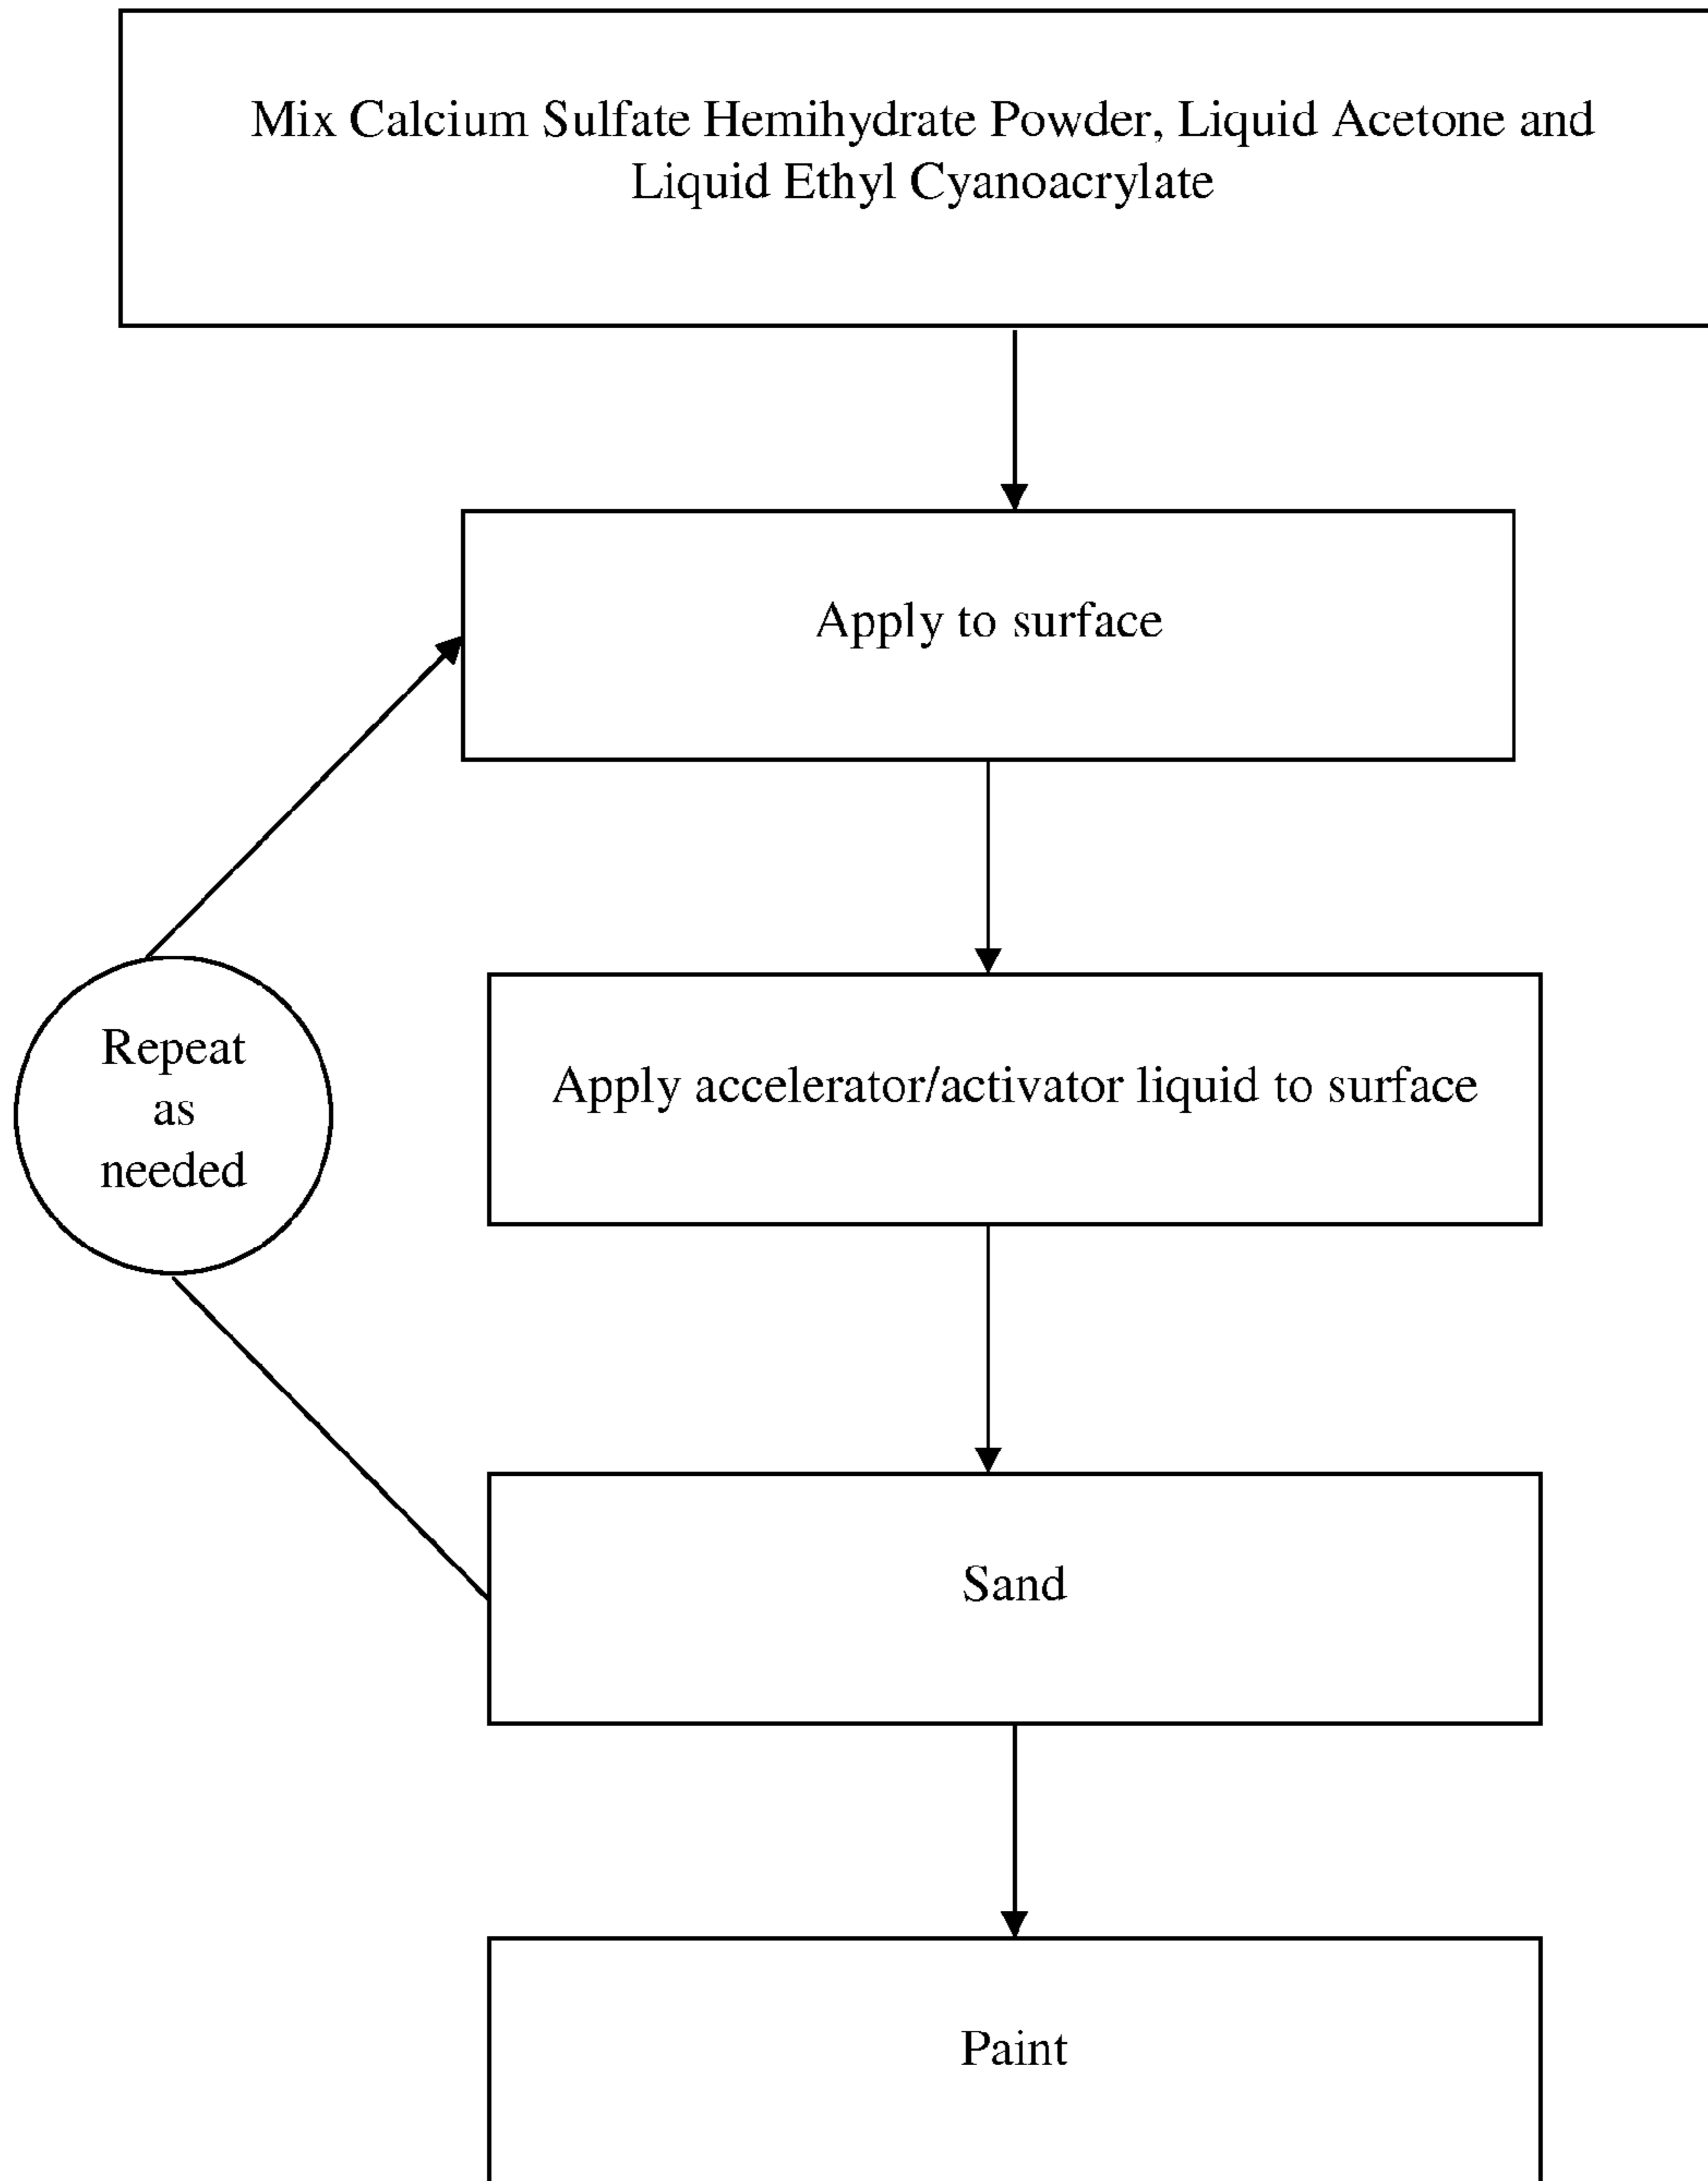 Mix Calcium Sulfate Hemihydrate Powder, Liquid Acetone and
Liquid Ethyl Cyanoacrylate
Apply to surface
Repeat
as
needed
Apply accelerator/activator liquid to surface
Sand
Paint